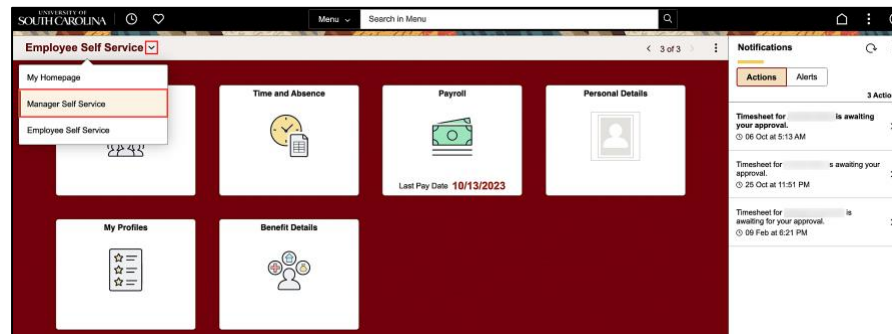 UNIVERSITY OF
SOUTH CAROLINA
Menu
Search in Menu
Employee Self Service
3 of 3
My Homepage
Manager Self Service
Employee Self Service
Time and Absence
Payroll
Last Pay Date 10/13/2023
Personal Details
My Profiles
Benefit Details
Notifications
Actions
Alerts
3 Actio
Timesheet for is awaiting
your approval.
06 Oct at 5:13 AM
Timesheet for s awaiting your
approval.
25 Oct at 11:51 PM
Timesheet for is
awaiting for your approval.
09 Feb at 6:21 PM